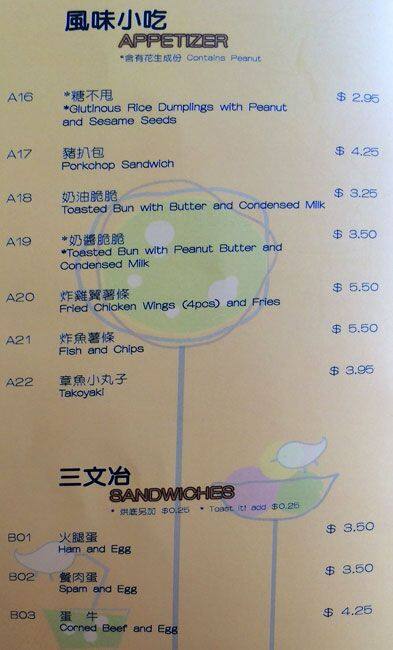 風味小吃
APPETIZER
*含有花生成份 Contains Peanut
A16 *糖不甩 $ 2.95
*Glutinous Rice Dumplings with Peanut
and Sesame Seeds
A17 豬扒包 $ 4.25
Porkchop Sandwich
A18 奶油脆脆 $ 3.25
Toasted Bun with Butter and Condensed Milk
A19 *奶醬脆脆 $ 3.50
*Toasted Bun with Peanut Butter and
Condensed Milk
A20 炸雞翼薯條 $ 5.50
Fried Chicken Wings (4pcs) and Fries
A21 炸魚薯條 $ 5.50
Fish and Chips
A22 章魚小丸子 $ 3.95
Takoyaki
三文冶
SANDWICHES
* 烘底另加 $0.25 * Toast it! add $0.25
B01 火腿蛋 $ 3.50
Ham and Egg
B02 餐肉蛋 $ 3.50
Spam and Egg
B03 蛋 牛 $ 4.25
Corned Beef and Egg